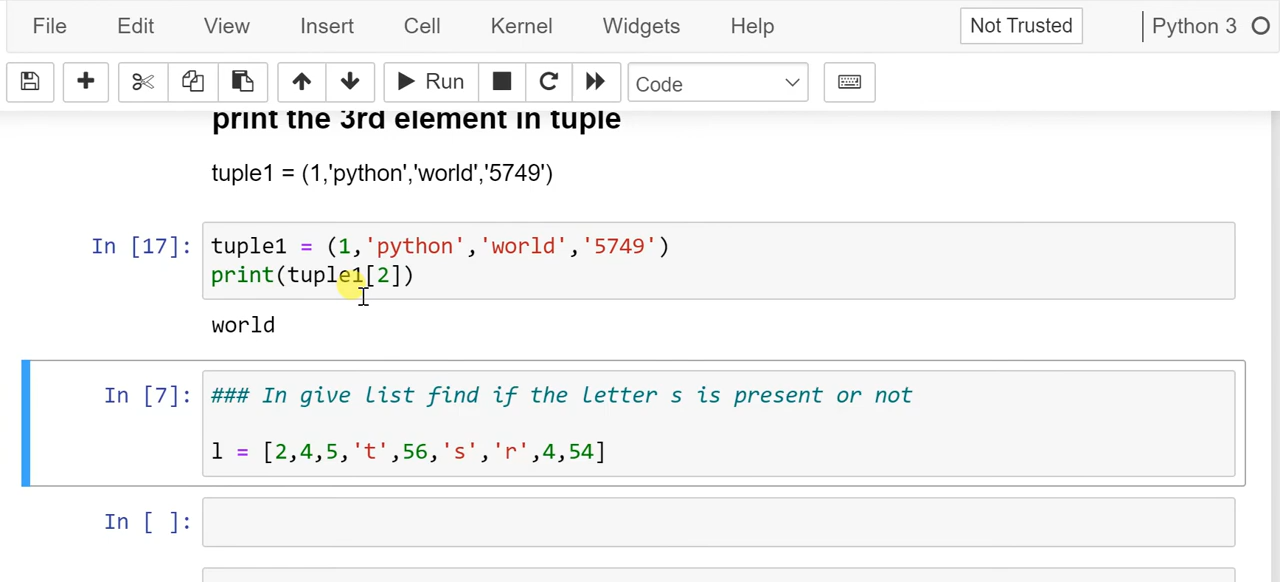 File Edit View Insert Cell Kernel Widgets Help Not Trusted Python 3
Run Code
print the 3rd element in tuple
tuple1 = (1,'python','world','5749')
In [17]: tuple1 = (1,'python','world','5749')
print(tuple1[2])
world
In [7]: ### In give list find if the letter s is present or not
l = [2,4,5,'t',56,'s','r',4,54]
In [ ]: